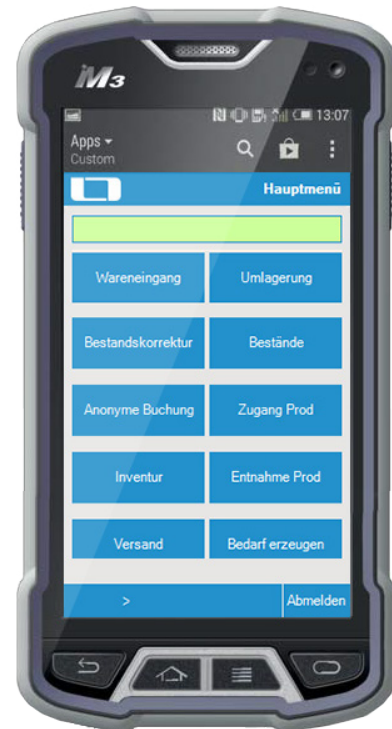 iM3
13:07
Apps
Custom
Hauptmenü
Wareneingang
Umlagerung
Bestandskorrektur
Bestände
Anonyme Buchung
Zugang Prod
Inventur
Entnahme Prod
Versand
Bedarf erzeugen
>
Abmelden